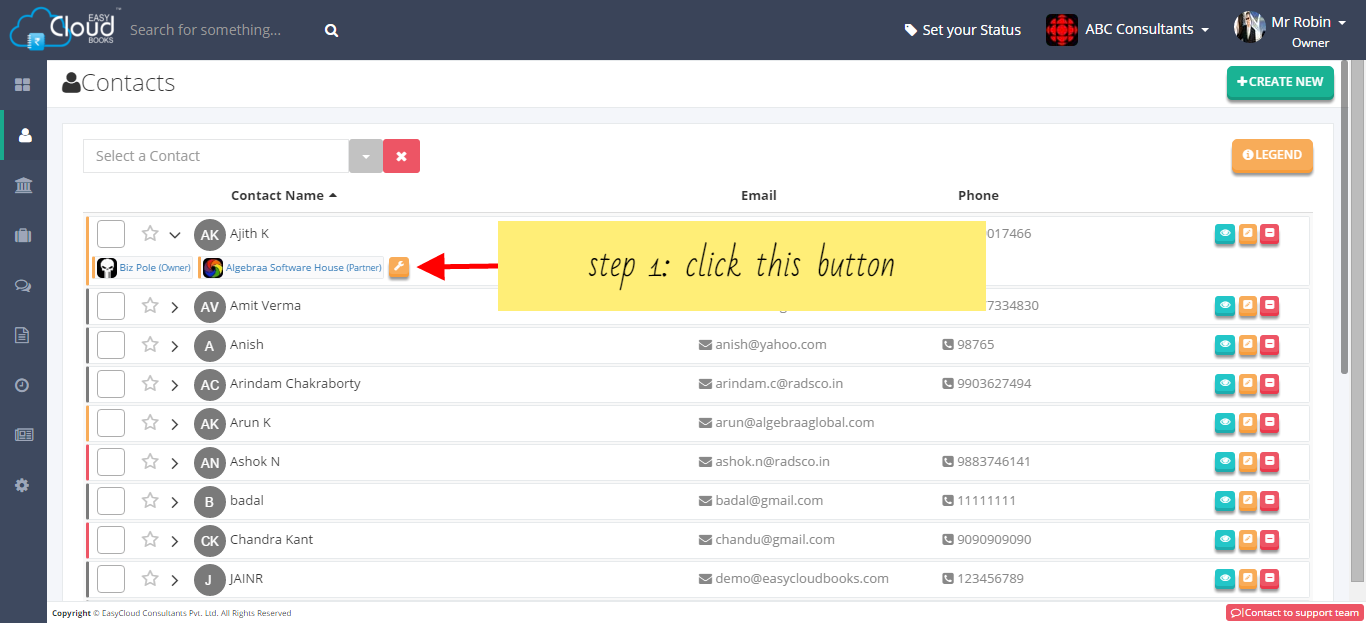 EASY Cloud BOOKS ™
Search for something...
Set your Status
ABC Consultants
Mr Robin
Owner
Contacts
CREATE NEW
Select a Contact
LEGEND
Contact Name Email Phone
AK Ajith K 017466
Biz Pole (Owner) Algebraa Software House (Partner)
step 1: click this button
AV Amit Verma 7334830
A Anish anish@yahoo.com 98765
AC Arindam Chakraborty arindam.c@radsco.in 9903627494
AK Arun K arun@algebraaglobal.com
AN Ashok N ashok.n@radsco.in 9883746141
B badal badal@gmail.com 11111111
CK Chandra Kant chandu@gmail.com 9090909090
J JAINR demo@easycloudbooks.com 123456789
Copyright © EasyCloud Consultants Pvt. Ltd. All Rights Reserved
Contact to support team